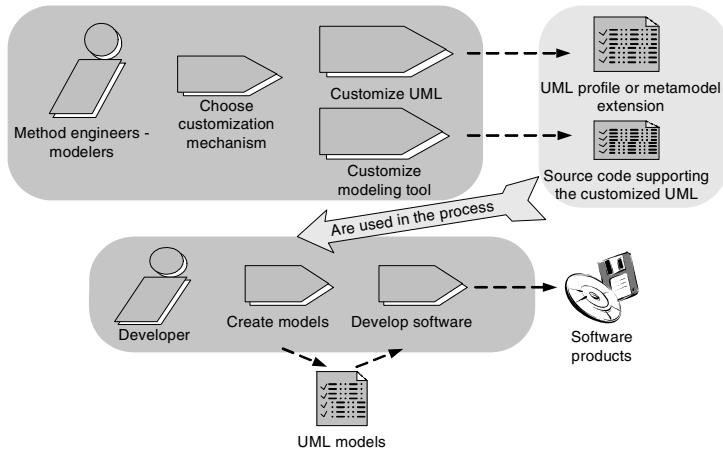 Method engineers -
modelers
Choose
customization
mechanism
Customize UML
Customize
modeling tool
UML profile or metamodel
extension
Source code supporting
the customized UML
Are used in the process
Developer
Create models
Develop software
Software
products
UML models